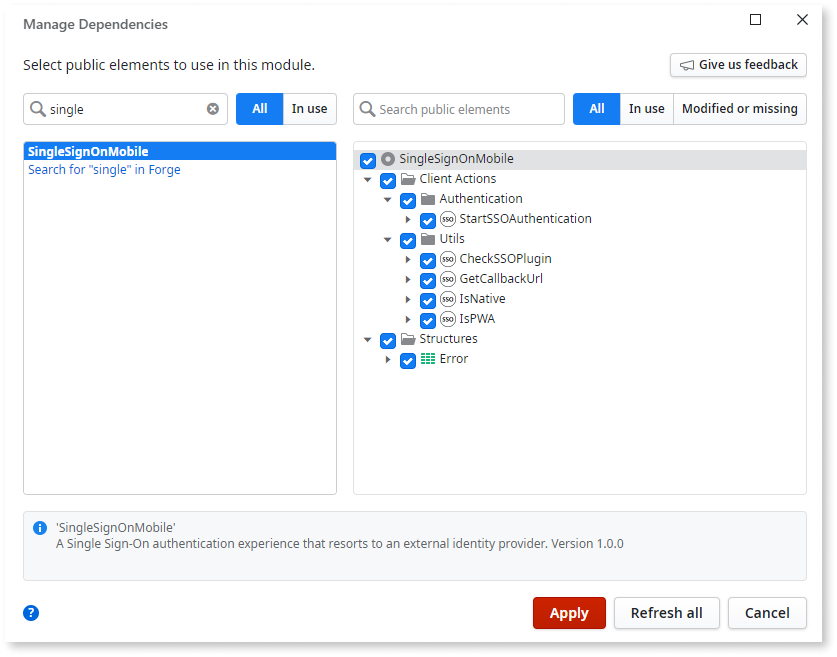 Manage Dependencies
Select public elements to use in this module.
Give us feedback
single
All
In use
Search public elements
All
In use
Modified or missing
SingleSignOnMobile
Search for "single" in Forge
SingleSignOnMobile
Client Actions
Authentication
SSO StartSSOAuthentication
Utils
SSO CheckSSOPlugin
SSO GetCallbackUrl
SSO IsNative
SSO IsPWA
Structures
Error
'SingleSignOnMobile'
A Single Sign-On authentication experience that resorts to an external identity provider. Version 1.0.0
?
Apply
Refresh all
Cancel